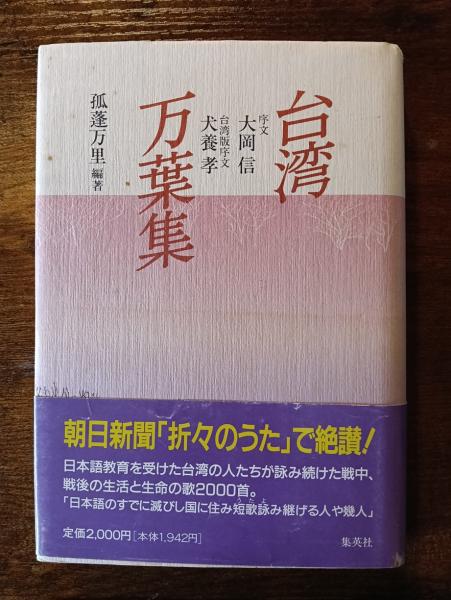 台湾
万葉集
序文
大岡信
台湾版序文
犬養孝
孤蓬万里 編著
朝日新聞「折々のうた」で絶讃!
日本語教育を受けた台湾の人たちが詠み続けた戦中、
戦後の生活と生命の歌2000首。
うたよ
「日本語のすでに滅びし国に住み短歌詠み継げる人や幾人」
定価2,000円[本体1,942円]
集英社